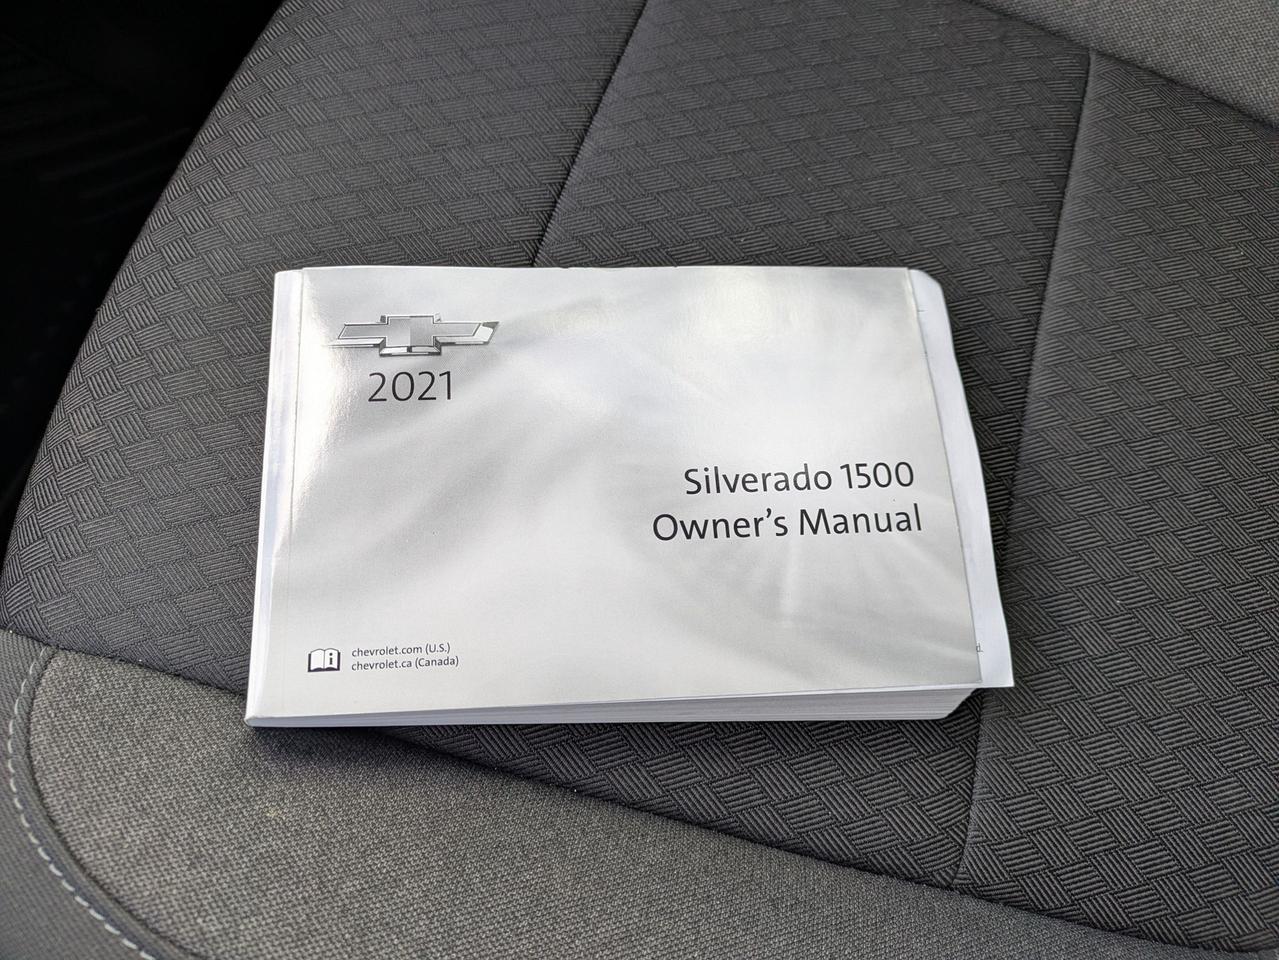 2021
Silverado 1500
Owner's Manual
chevrolet.com (U.S.)
chevrolet.ca (Canada)
d.